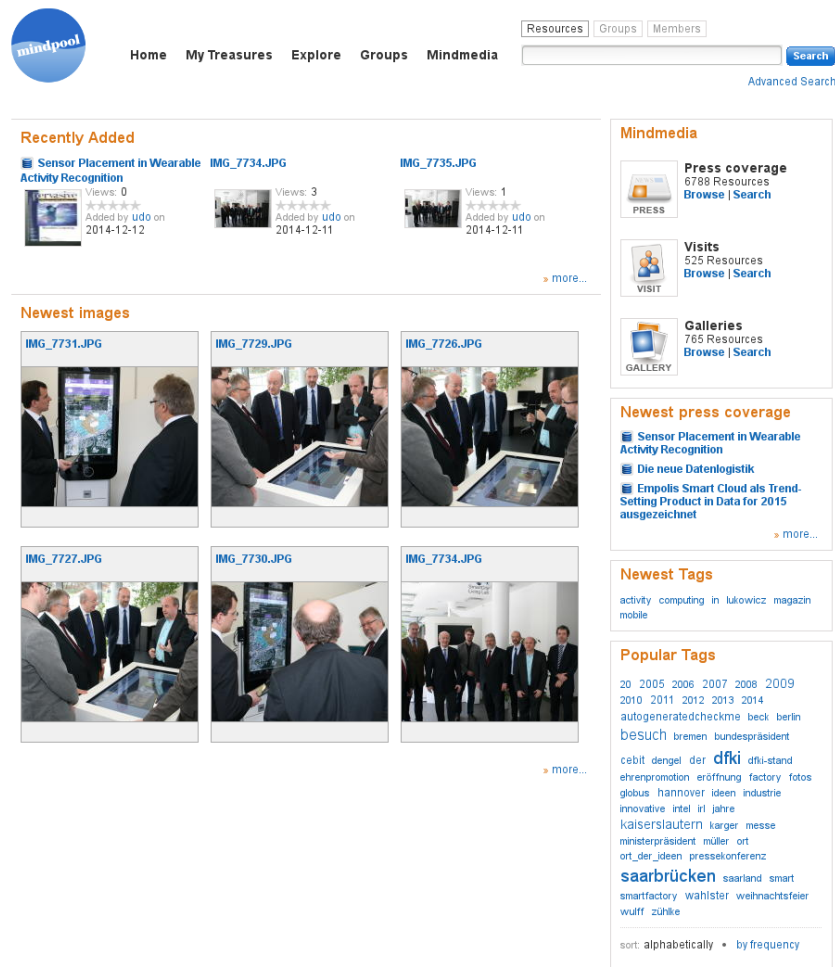 mindpool
Resources Groups Members
Home My Treasures Explore Groups Mindmedia
Search
Advanced Search
Recently Added
Sensor Placement in Wearable
Activity Recognition
Views: 0
Added by udo on
2014-12-12
IMG_7734.JPG
Views: 3
Added by udo on
2014-12-11
IMG_7735.JPG
Views: 1
Added by udo on
2014-12-11
» more...
Newest images
IMG_7731.JPG IMG_7729.JPG IMG_7726.JPG
IMG_7727.JPG IMG_7730.JPG IMG_7734.JPG
» more...
Mindmedia
PRESS
Press coverage
6788 Resources
Browse | Search
VISIT
Visits
525 Resources
Browse | Search
GALLERY
Galleries
765 Resources
Browse | Search
Newest press coverage
Sensor Placement in Wearable
Activity Recognition
Die neue Datenlogistik
Empolis Smart Cloud als Trend-
Setting Product in Data for 2015
ausgezeichnet
» more...
Newest Tags
activity computing in lukowicz magazin
mobile
Popular Tags
20 2005 2006 2007 2008 2009
2010 2011 2012 2013 2014
autogeneratedcheckme beck berlin
besuch bremen bundespräsident
cebit dengel der dfki dfki-stand
ehrenpromotion eröffnung factory fotos
globus hannover ideen industrie
innovative intel irl jahre
kaiserslautern karger messe
ministerpräsident müller ort
ort_der_ideen pressekonferenz
saarbrücken saarland smart
smartfactory wahlster weihnachtsfeier
wulff zühlke
sort: alphabetically • by frequency